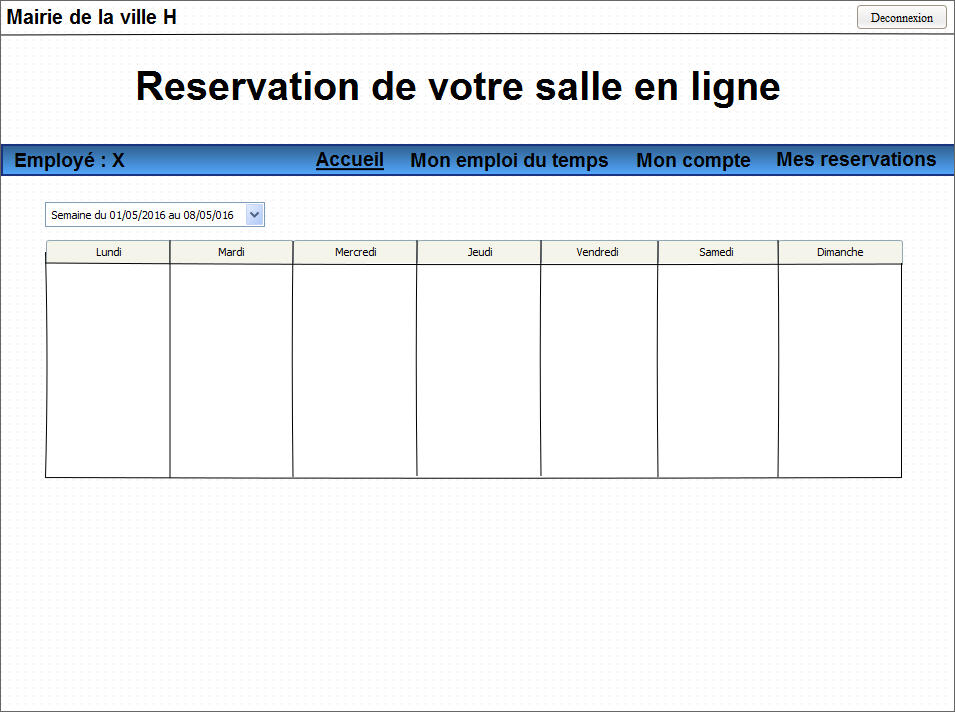 Mairie de la ville H
Deconnexion
Reservation de votre salle en ligne
Employé : X Accueil Mon emploi du temps Mon compte Mes reservations
Semaine du 01/05/2016 au 08/05/016
Lundi Mardi Mercredi Jeudi Vendredi Samedi Dimanche